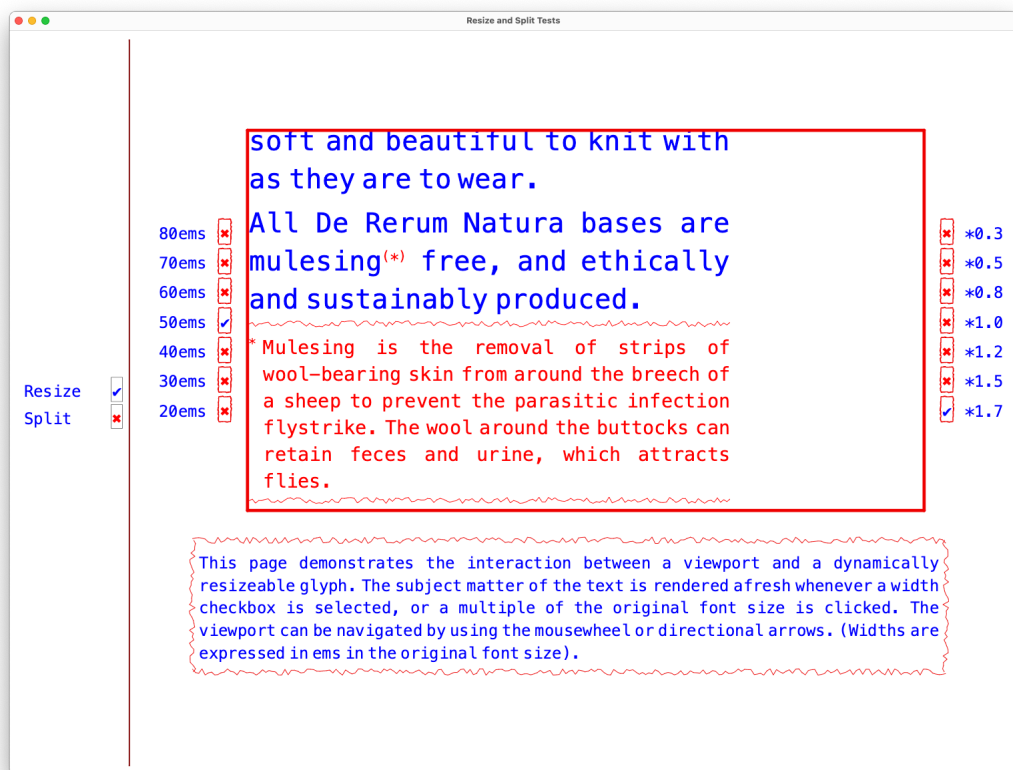 Resize and Split Tests
soft and beautiful to knit with
as they are to wear.
All De Rerum Natura bases are
mulesing(*) free, and ethically
and sustainably produced.
* Mulesing is the removal of strips of
wool–bearing skin from around the breech of
a sheep to prevent the parasitic infection
flystrike. The wool around the buttocks can
retain feces and urine, which attracts
flies.
80ems
70ems
60ems
50ems
40ems
30ems
20ems
*0.3
*0.5
*0.8
*1.0
*1.2
*1.5
*1.7
Resize
Split
This page demonstrates the interaction between a viewport and a dynamically
resizeable glyph. The subject matter of the text is rendered afresh whenever a width
checkbox is selected, or a multiple of the original font size is clicked. The
viewport can be navigated by using the mousewheel or directional arrows. (Widths are
expressed in ems in the original font size).